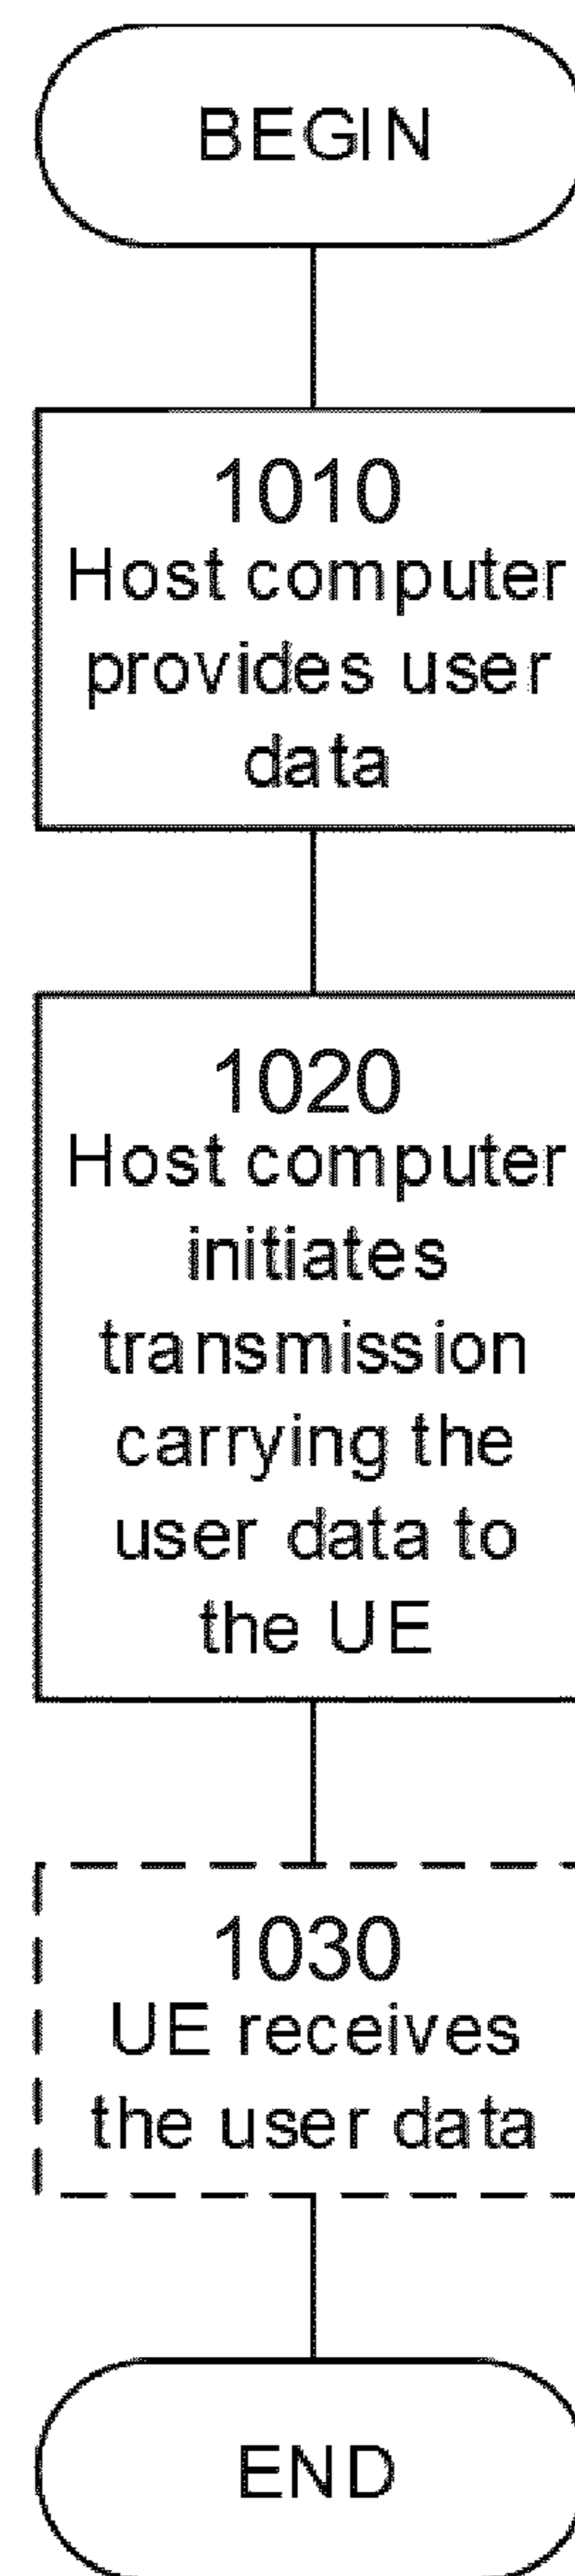 BEGIN
1010
Host computer
provides user
data
1020
Host computer
initiates
transmission
carrying the
user data to
the UE
1030
UE receives
the user data
END